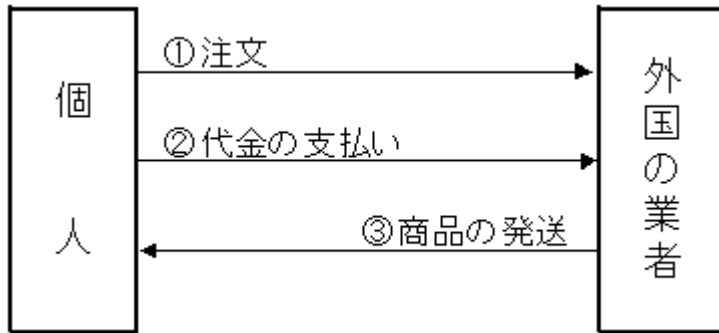 個人
①注文
②代金の支払い
③商品の発送
外国の業者